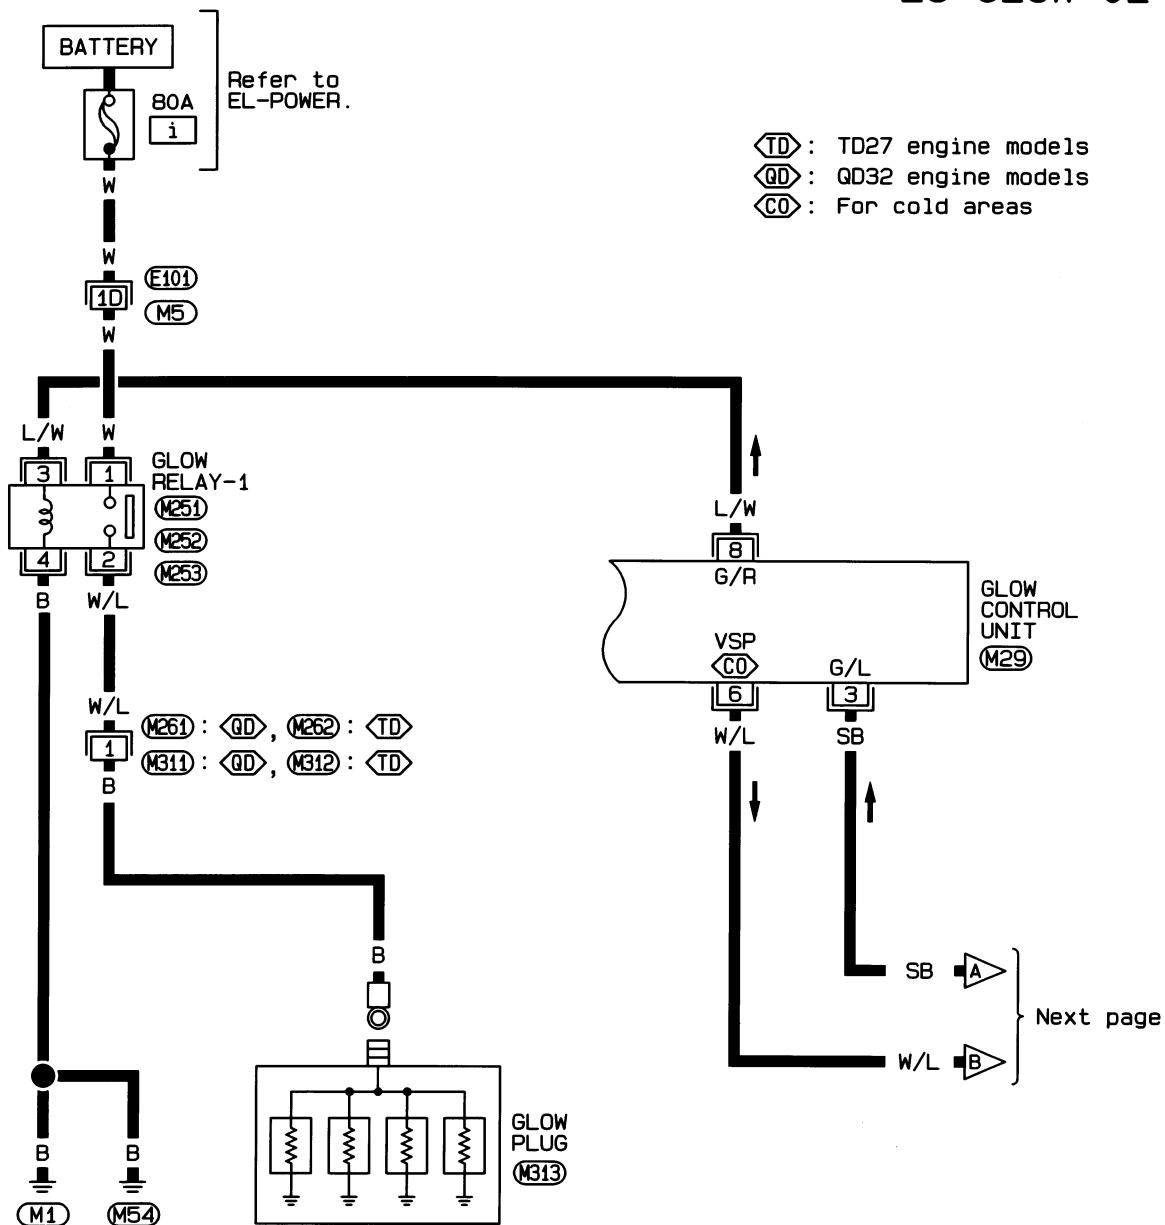 BATTERY
80A
i
Refer to
EL-POWER.
TD : TD27 engine models
QD : QD32 engine models
CO : For cold areas
W
W
E101
1D
M5
W
L/W
W
3
1
GLOW
RELAY-1
M251
M252
M253
4
2
B
W/L
L/W
8
G/R
GLOW
CONTROL
UNIT
M29
VSP
CO
G/L
6
3
W/L
SB
W/L
1
M261 : QD, M262 : TD
M311 : QD, M312 : TD
B
B
SB
A
Next page
W/L
B
GLOW
PLUG
M313
B
B
M1
M54